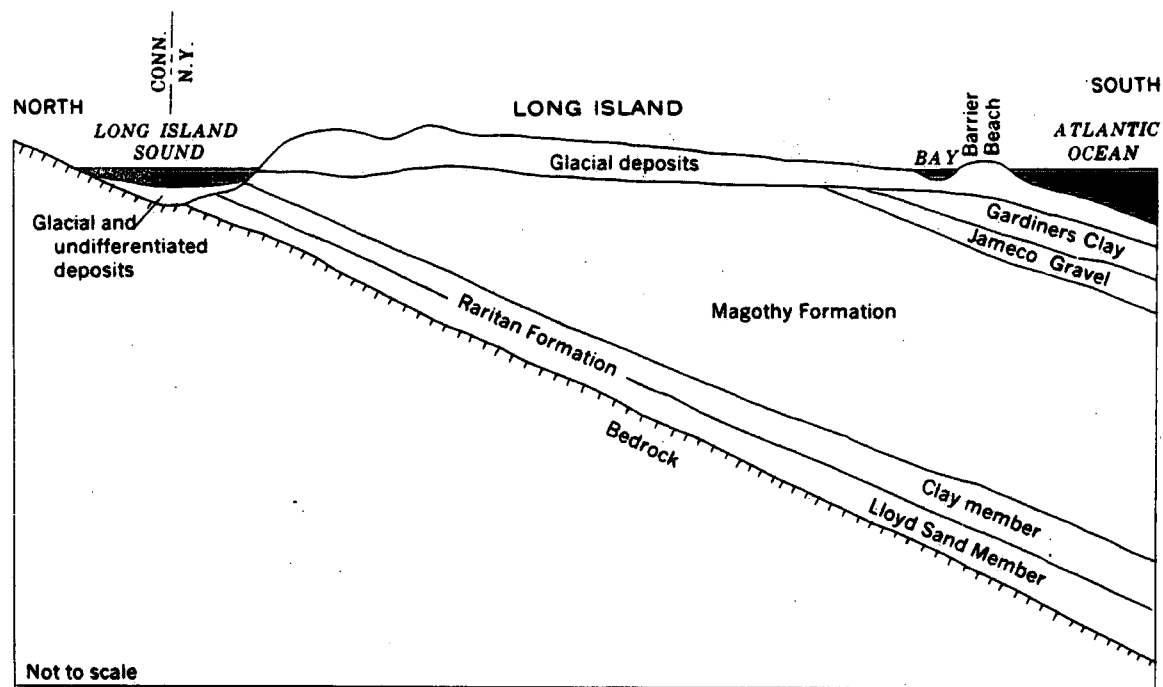 CONN.
N.Y.
NORTH
LONG ISLAND
SOUTH
LONG ISLAND
SOUND
BAY
Barrier
Beach
ATLANTIC
OCEAN
Glacial deposits
Glacial and
undifferentiated
deposits
Gardiners Clay
Jameco Gravel
Magothy Formation
Raritan Formation
Bedrock
Clay member
Lloyd Sand Member
Not to scale